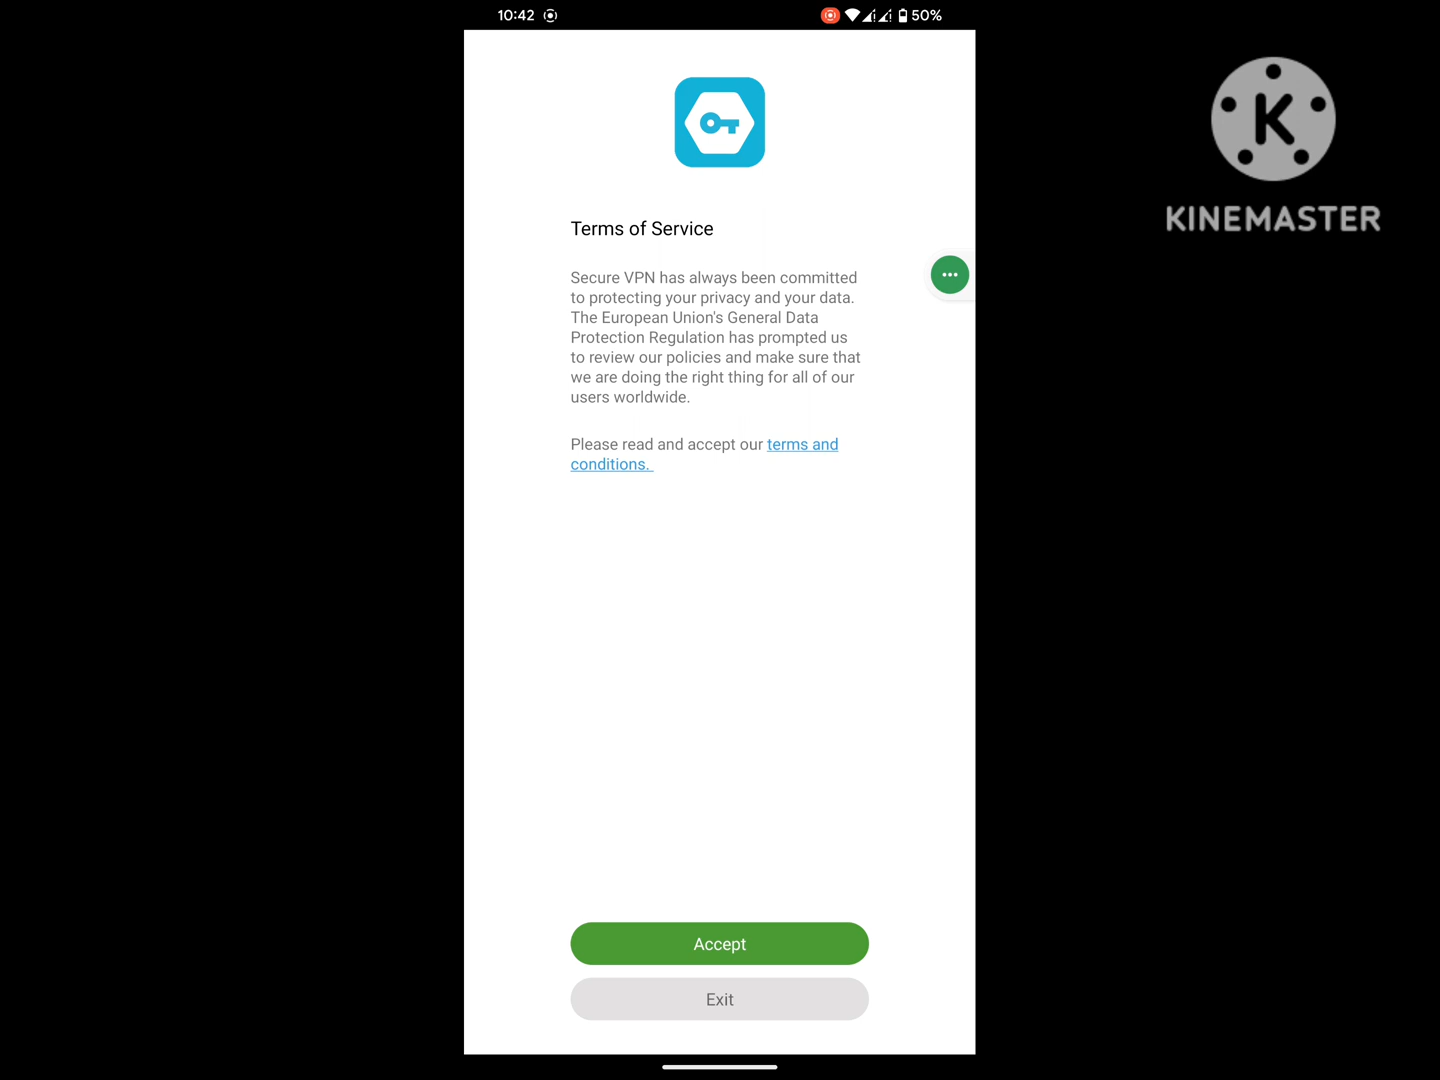 10:42
50%
KINEMASTER
Terms of Service
Secure VPN has always been committed
to protecting your privacy and your data.
The European Union's General Data
Protection Regulation has prompted us
to review our policies and make sure that
we are doing the right thing for all of our
users worldwide.
Please read and accept our terms and
conditions.
Accept
Exit